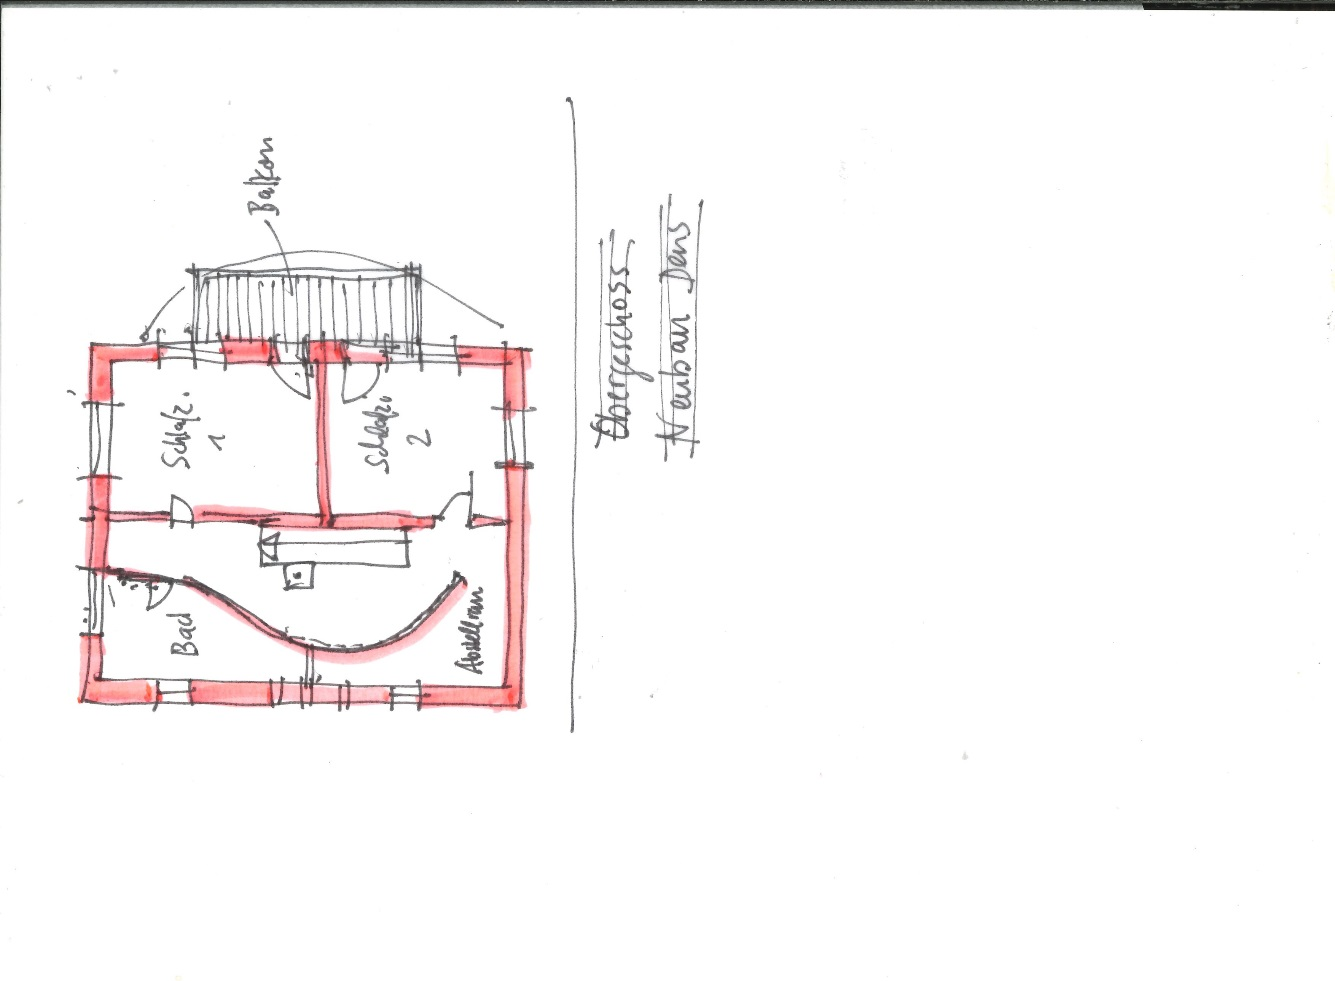 Balkon
Schlafz.
1
Schlafz.
2
Bad
Abstellraum
Obergeschoss
Neubau Dens